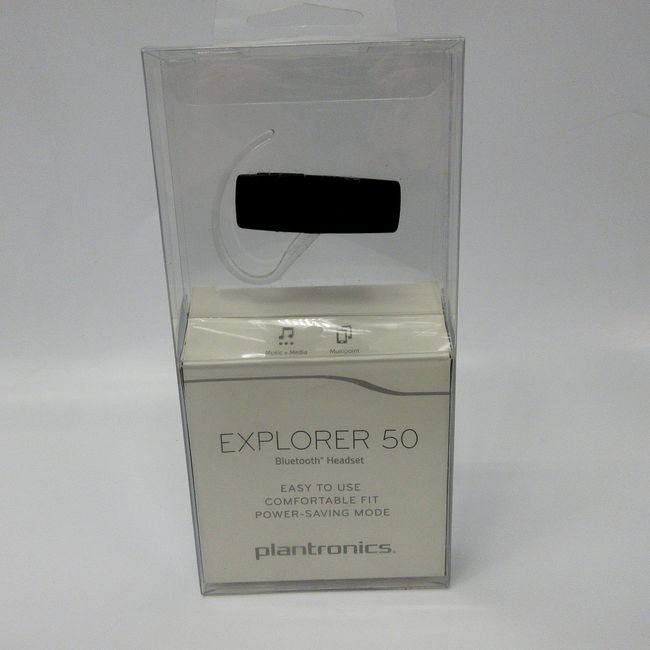 Music + Media Multipoint
EXPLORER 50
Bluetooth® Headset
EASY TO USE
COMFORTABLE FIT
POWER-SAVING MODE
plantronics®